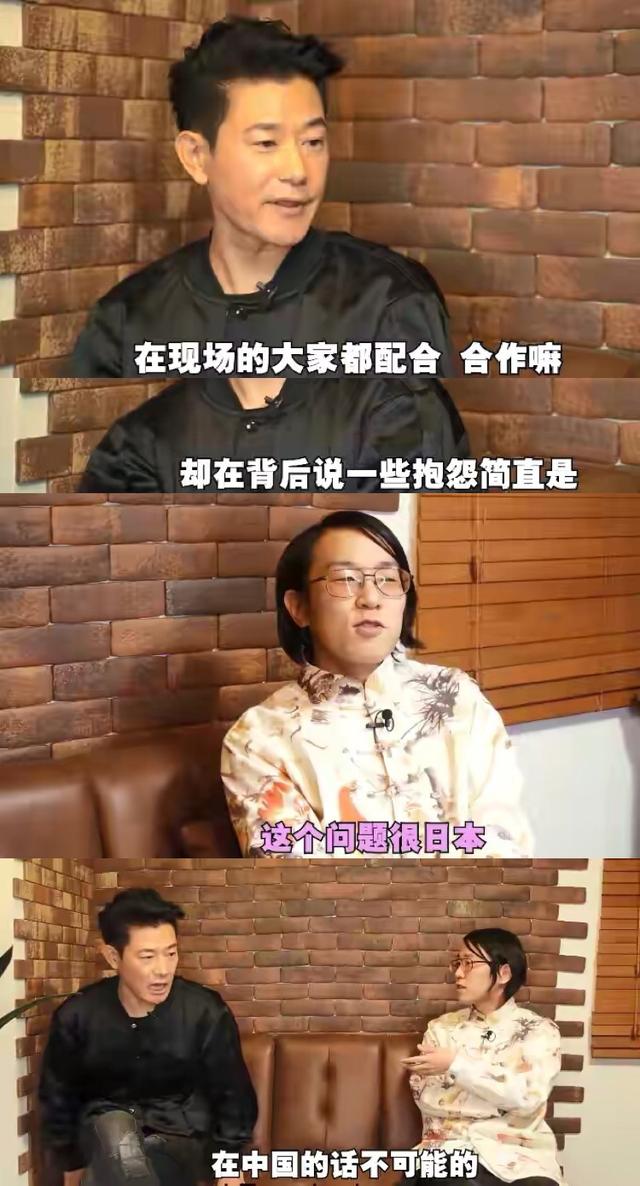 在现场的大家都配合 合作嘛
却在背后说一些抱怨简直是
这个问题很日本
在中国的话不可能的